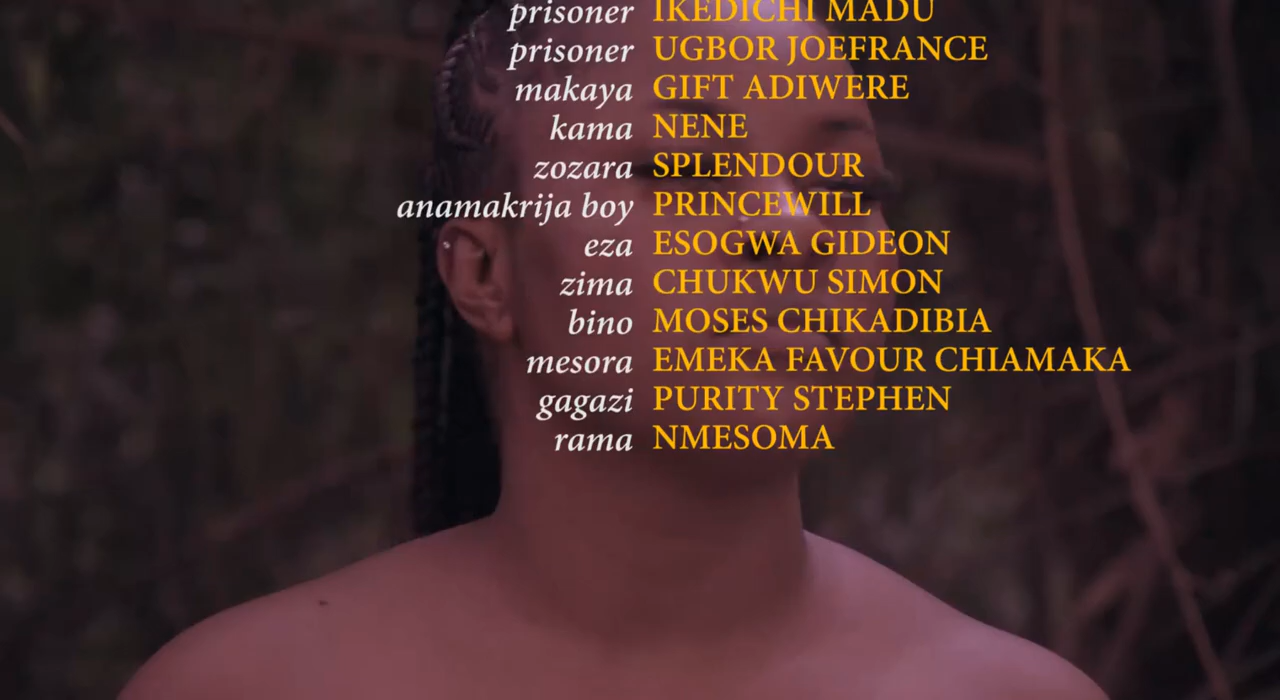 prisoner IKEDICHI MADU
prisoner UGBOR JOEFRANCE
makaya GIFT ADIWERE
kama NENE
zozara SPLENDOUR
anamakrija boy PRINCEWILL
eza ESOGWA GIDEON
zima CHUKWU SIMON
bino MOSES CHIKADIBIA
mesora EMEKA FAVOUR CHIAMAKA
gagazi PURITY STEPHEN
rama NMESOMA